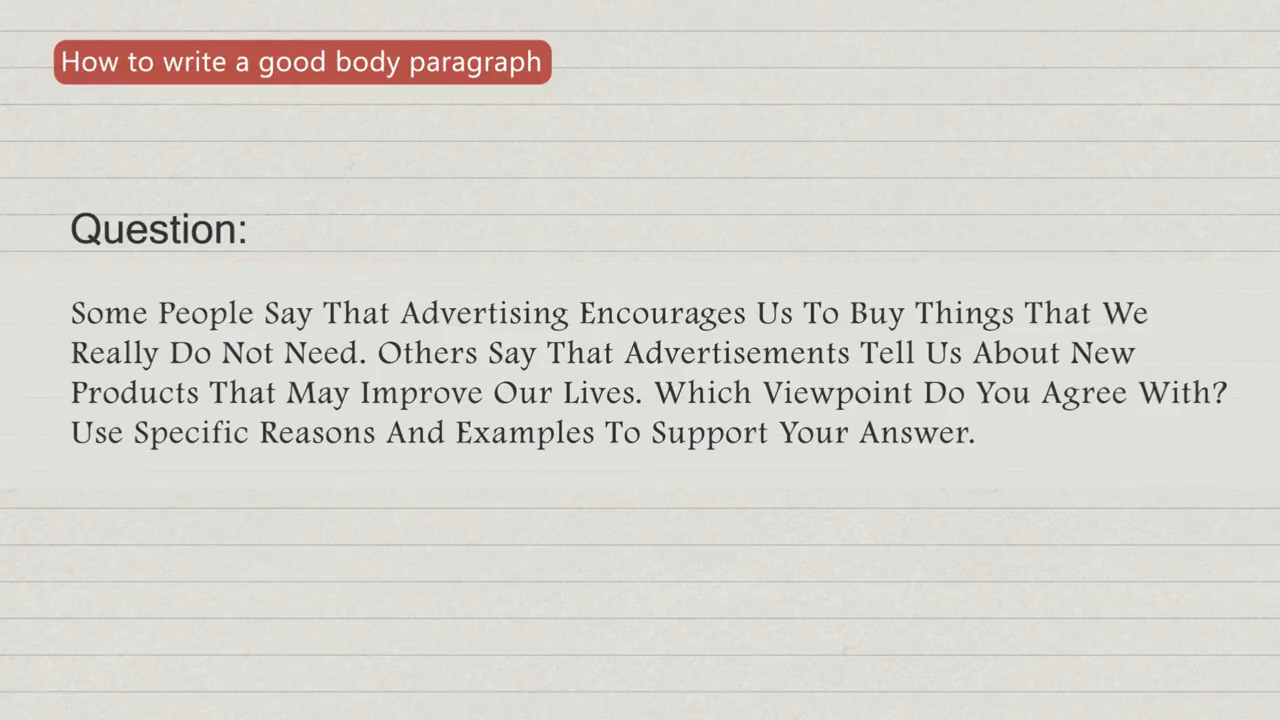 How to write a good body paragraph
Question:
Some People Say That Advertising Encourages Us To Buy Things That We
Really Do Not Need. Others Say That Advertisements Tell Us About New
Products That May Improve Our Lives. Which Viewpoint Do You Agree With?
Use Specific Reasons And Examples To Support Your Answer.